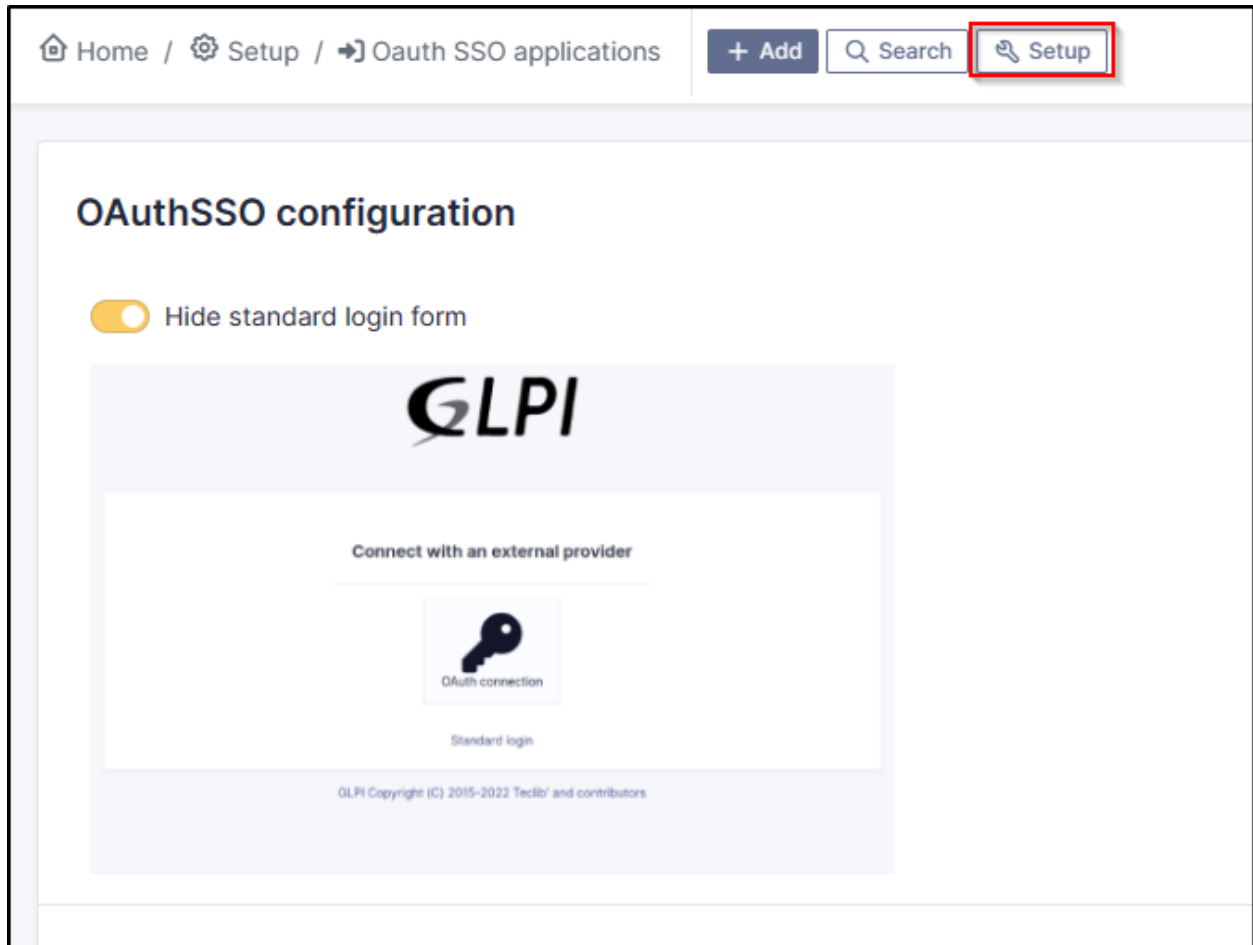 Home / Setup / Oauth SSO applications + Add Search Setup
OAuthSSO configuration
Hide standard login form
GLPI
Connect with an external provider
OAuth connection
Standard login
GLPI Copyright (C) 2015-2022 Teclib' and contributors